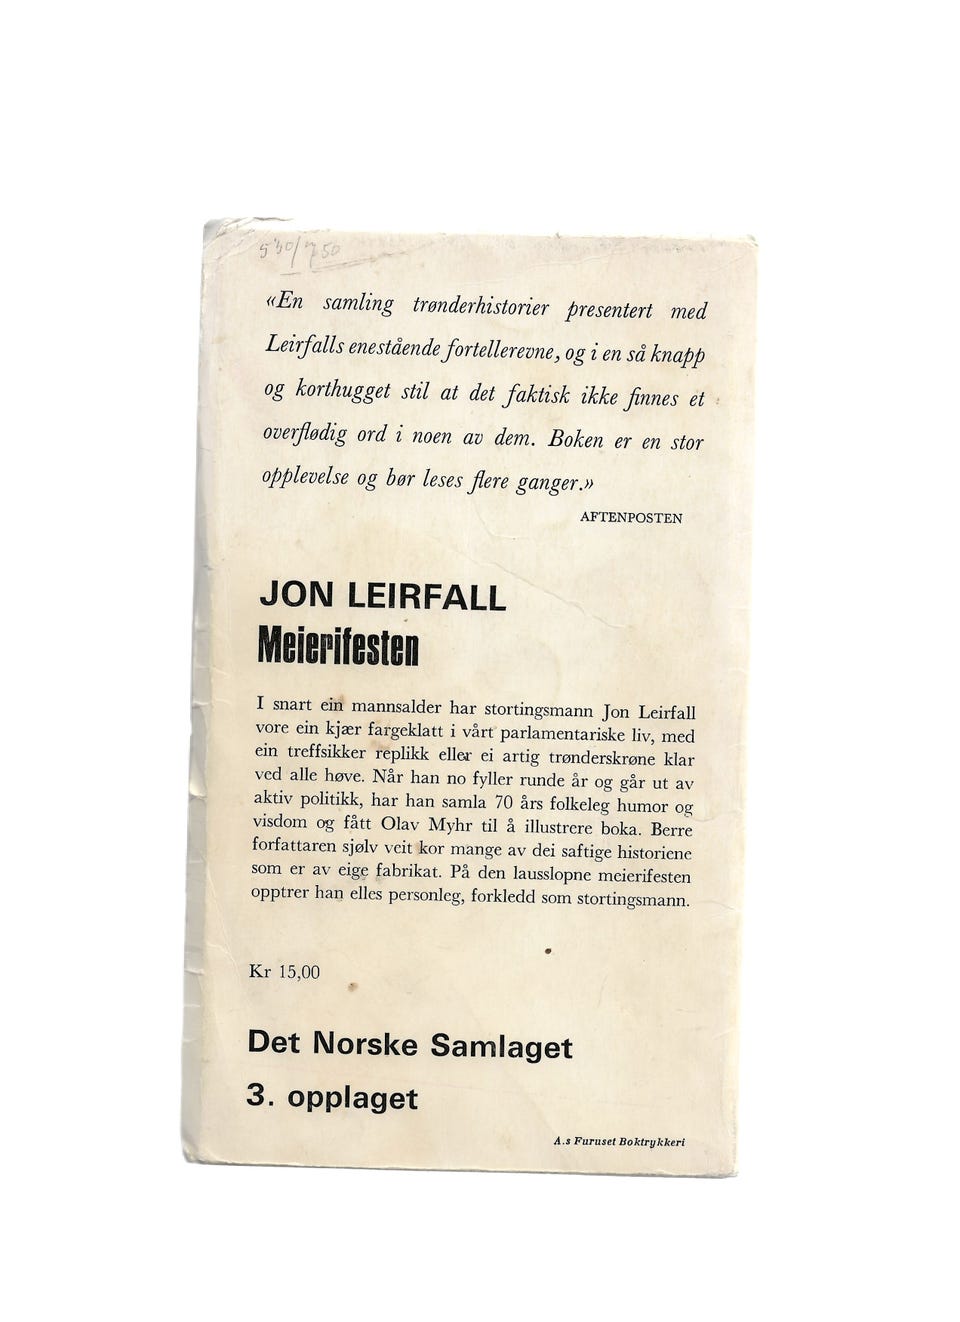 5 30/7 50
«En samling trønderhistorier presentert med
Leirfalls enestående fortellerevne, og i en så knapp
og korthugget stil at det faktisk ikke finnes et
overflødig ord i noen av dem. Boken er en stor
opplevelse og bør leses flere ganger.»
AFTENPOSTEN
JON LEIRFALL
Meierifesten
I snart ein mannsalder har stortingsmann Jon Leirfall
vore ein kjær fargeklatt i vårt parlamentariske liv, med
ein treffsikker replikk eller ei artig trønderskrøne klar
ved alle høve. Når han no fyller runde år og går ut av
aktiv politikk, har han samla 70 års folkeleg humor og
visdom og fått Olav Myhr til å illustrere boka. Berre
forfattaren sjølv veit kor mange av dei saftige historiene
som er av eige fabrikat. På den lausslopne meierifesten
opptrer han elles personleg, forkledd som stortingsmann.
Kr 15,00
Det Norske Samlaget
3. opplaget
A.s Furuset Boktrykkeri